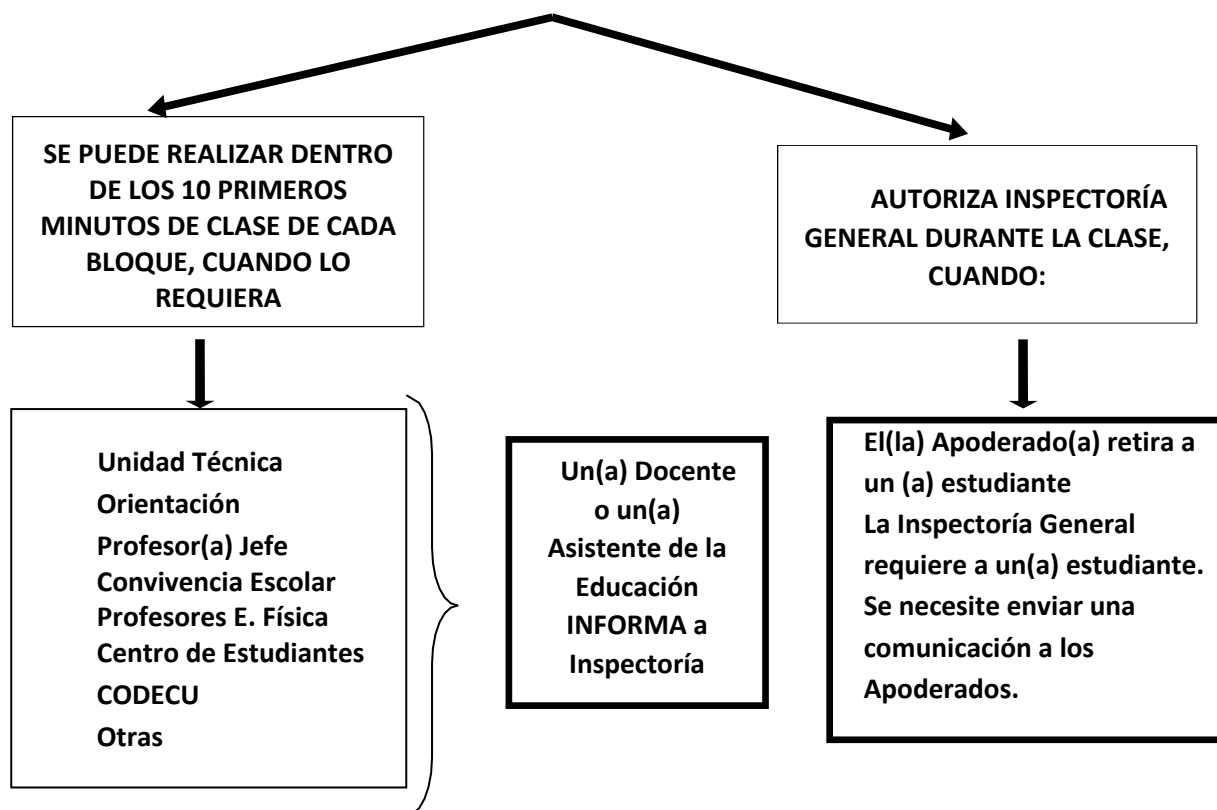 SE PUEDE REALIZAR DENTRO
DE LOS 10 PRIMEROS
MINUTOS DE CLASE DE CADA
BLOQUE, CUANDO LO
REQUIERA
AUTORIZA INSPECTORÍA
GENERAL DURANTE LA CLASE,
CUANDO:
Unidad Técnica
Orientación
Profesor(a) Jefe
Convivencia Escolar
Profesores E. Física
Centro de Estudiantes
CODECU
Otras
Un(a) Docente
o un(a)
Asistente de la
Educación
INFORMA a
Inspectoría
El(la) Apoderado(a) retira a
un (a) estudiante
La Inspectoría General
requiere a un(a) estudiante.
Se necesite enviar una
comunicación a los
Apoderados.